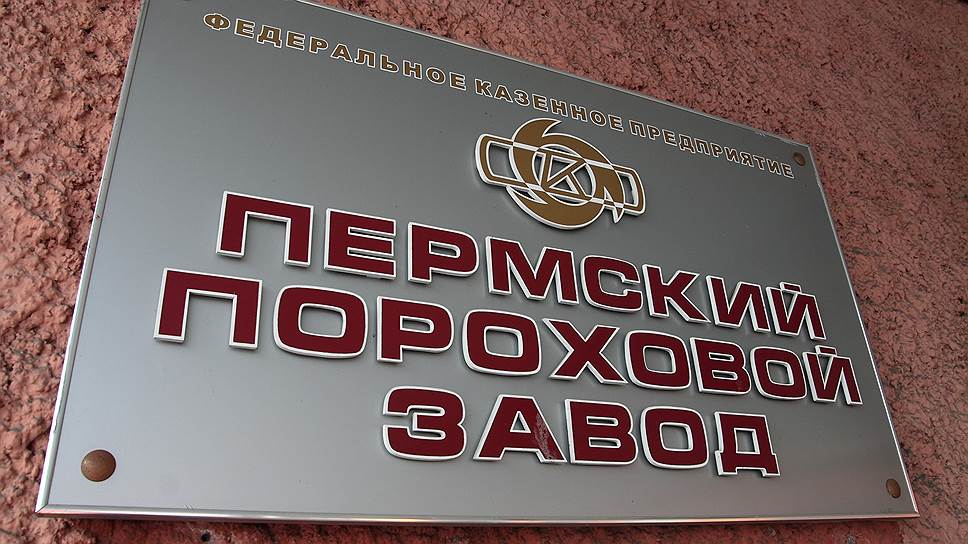 ФЕДЕРАЛЬНОЕ КАЗЕННОЕ ПРЕДПРИЯТИЕ
ПЕРМСКИЙ
ПОРОХОВОЙ
ЗАВОД